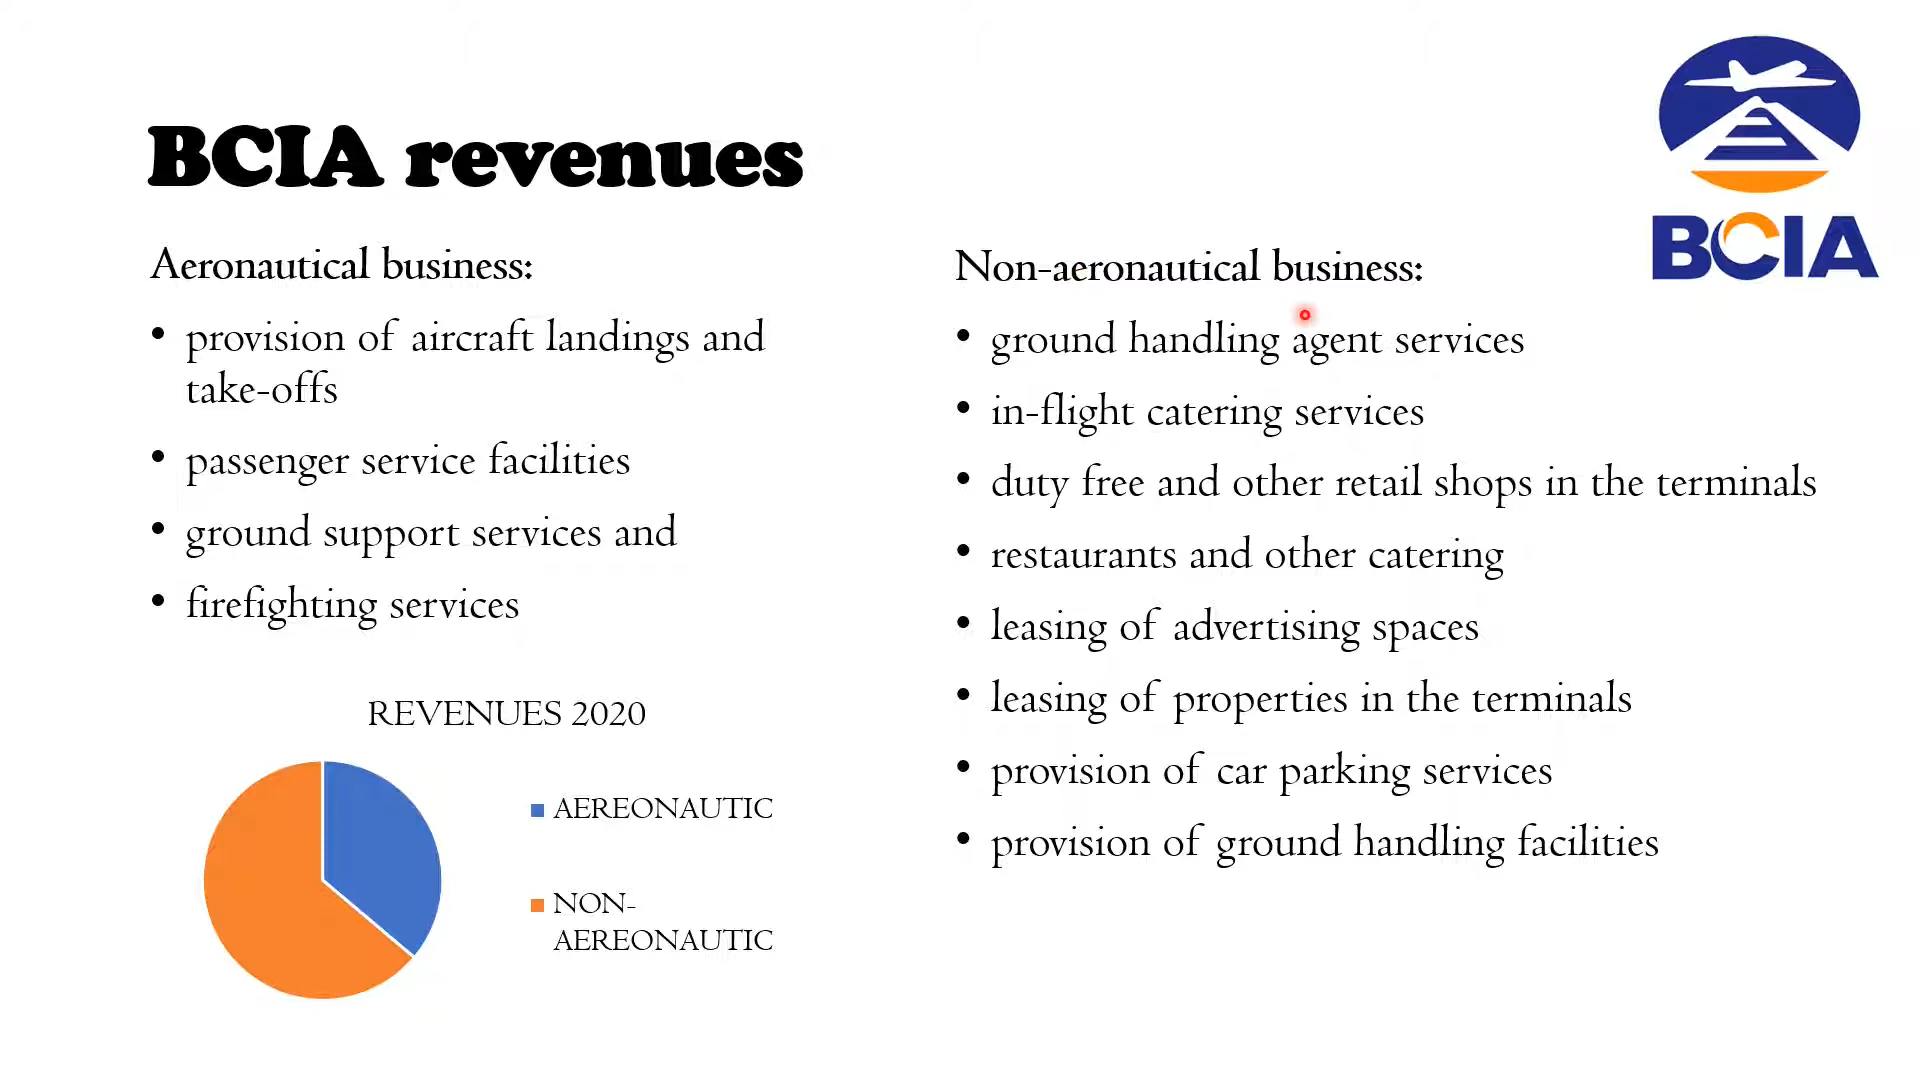 BCIA revenues
BCIA
Aeronautical business:
• provision of aircraft landings and
take-offs
• passenger service facilities
• ground support services and
• firefighting services
REVENUES 2020
AEREONAUTIC
NON-
AEREONAUTIC
Non-aeronautical business:
• ground handling agent services
• in-flight catering services
• duty free and other retail shops in the terminals
• restaurants and other catering
• leasing of advertising spaces
• leasing of properties in the terminals
• provision of car parking services
• provision of ground handling facilities